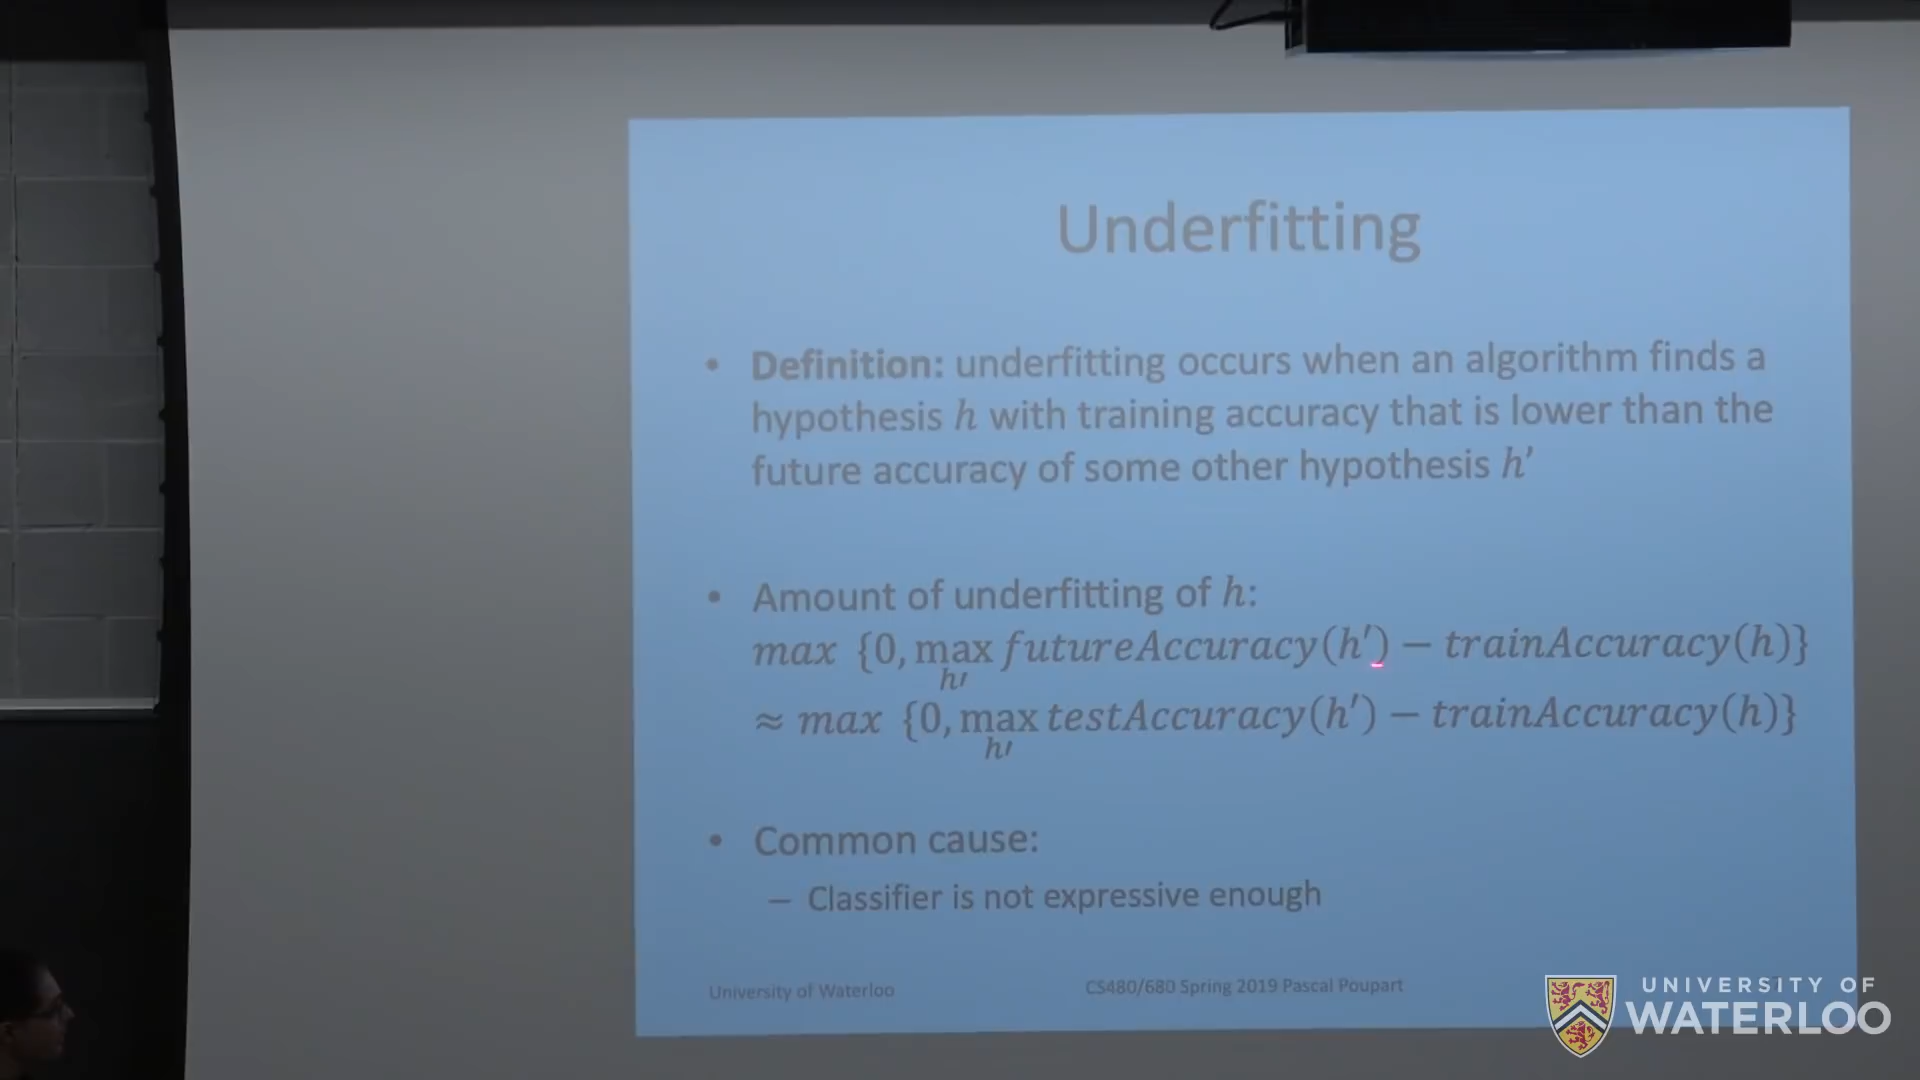 Underfitting
• Definition: underfitting occurs when an algorithm finds a
hypothesis h with training accuracy that is lower than the
future accuracy of some other hypothesis h'
• Amount of underfitting of h:
max {0, max futureAccuracy(h') − trainAccuracy(h)}
h'
≈ max {0, max testAccuracy(h') − trainAccuracy(h)}
h'
• Common cause:
– Classifier is not expressive enough
University of Waterloo
CS480/680 Spring 2019 Pascal Poupart
UNIVERSITY OF
WATERLOO